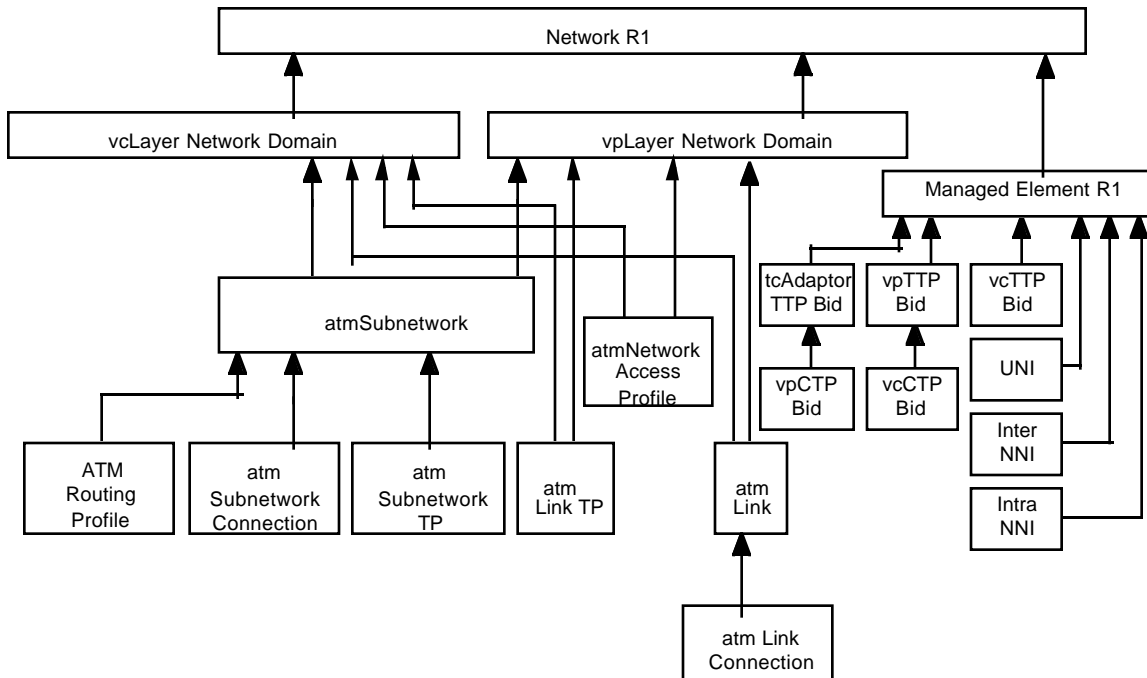 Network R1
vcLayer Network Domain
vpLayer Network Domain
Managed Element R1
tcAdaptor
TTP Bid
vpTTP
Bid
vcTTP
Bid
atmSubnetwork
atmNetwork
Access
Profile
vpCTP
Bid
vcCTP
Bid
UNI
Inter
NNI
Intra
NNI
ATM
Routing
Profile
atm
Subnetwork
Connection
atm
Subnetwork
TP
atm
Link TP
atm
Link
atm Link
Connection